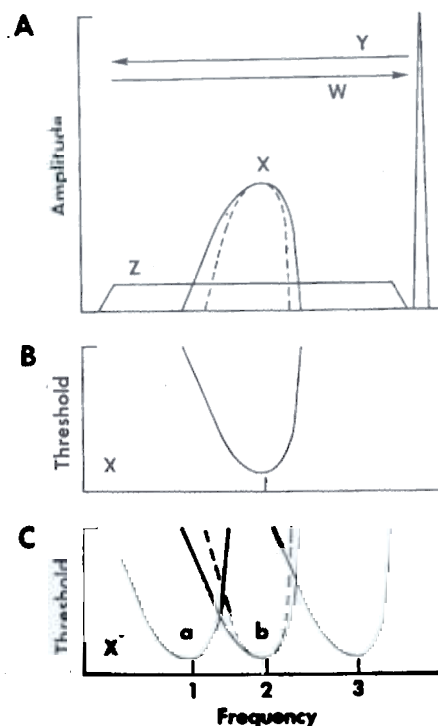 A
Amplitude
Y
W
X
Z
B
Threshold
X
C
Threshold
X
a
b
1
2
3
Frequency